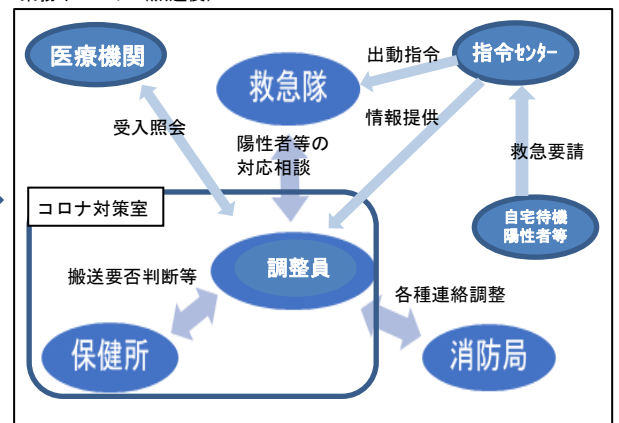 医療機関
出動指令
指令センター
救急隊
受入照会
情報提供
陽性者等の
対応相談
救急要請
コロナ対策室
自宅待機
陽性者等
調整員
搬送要否判断等
各種連絡調整
保健所
消防局